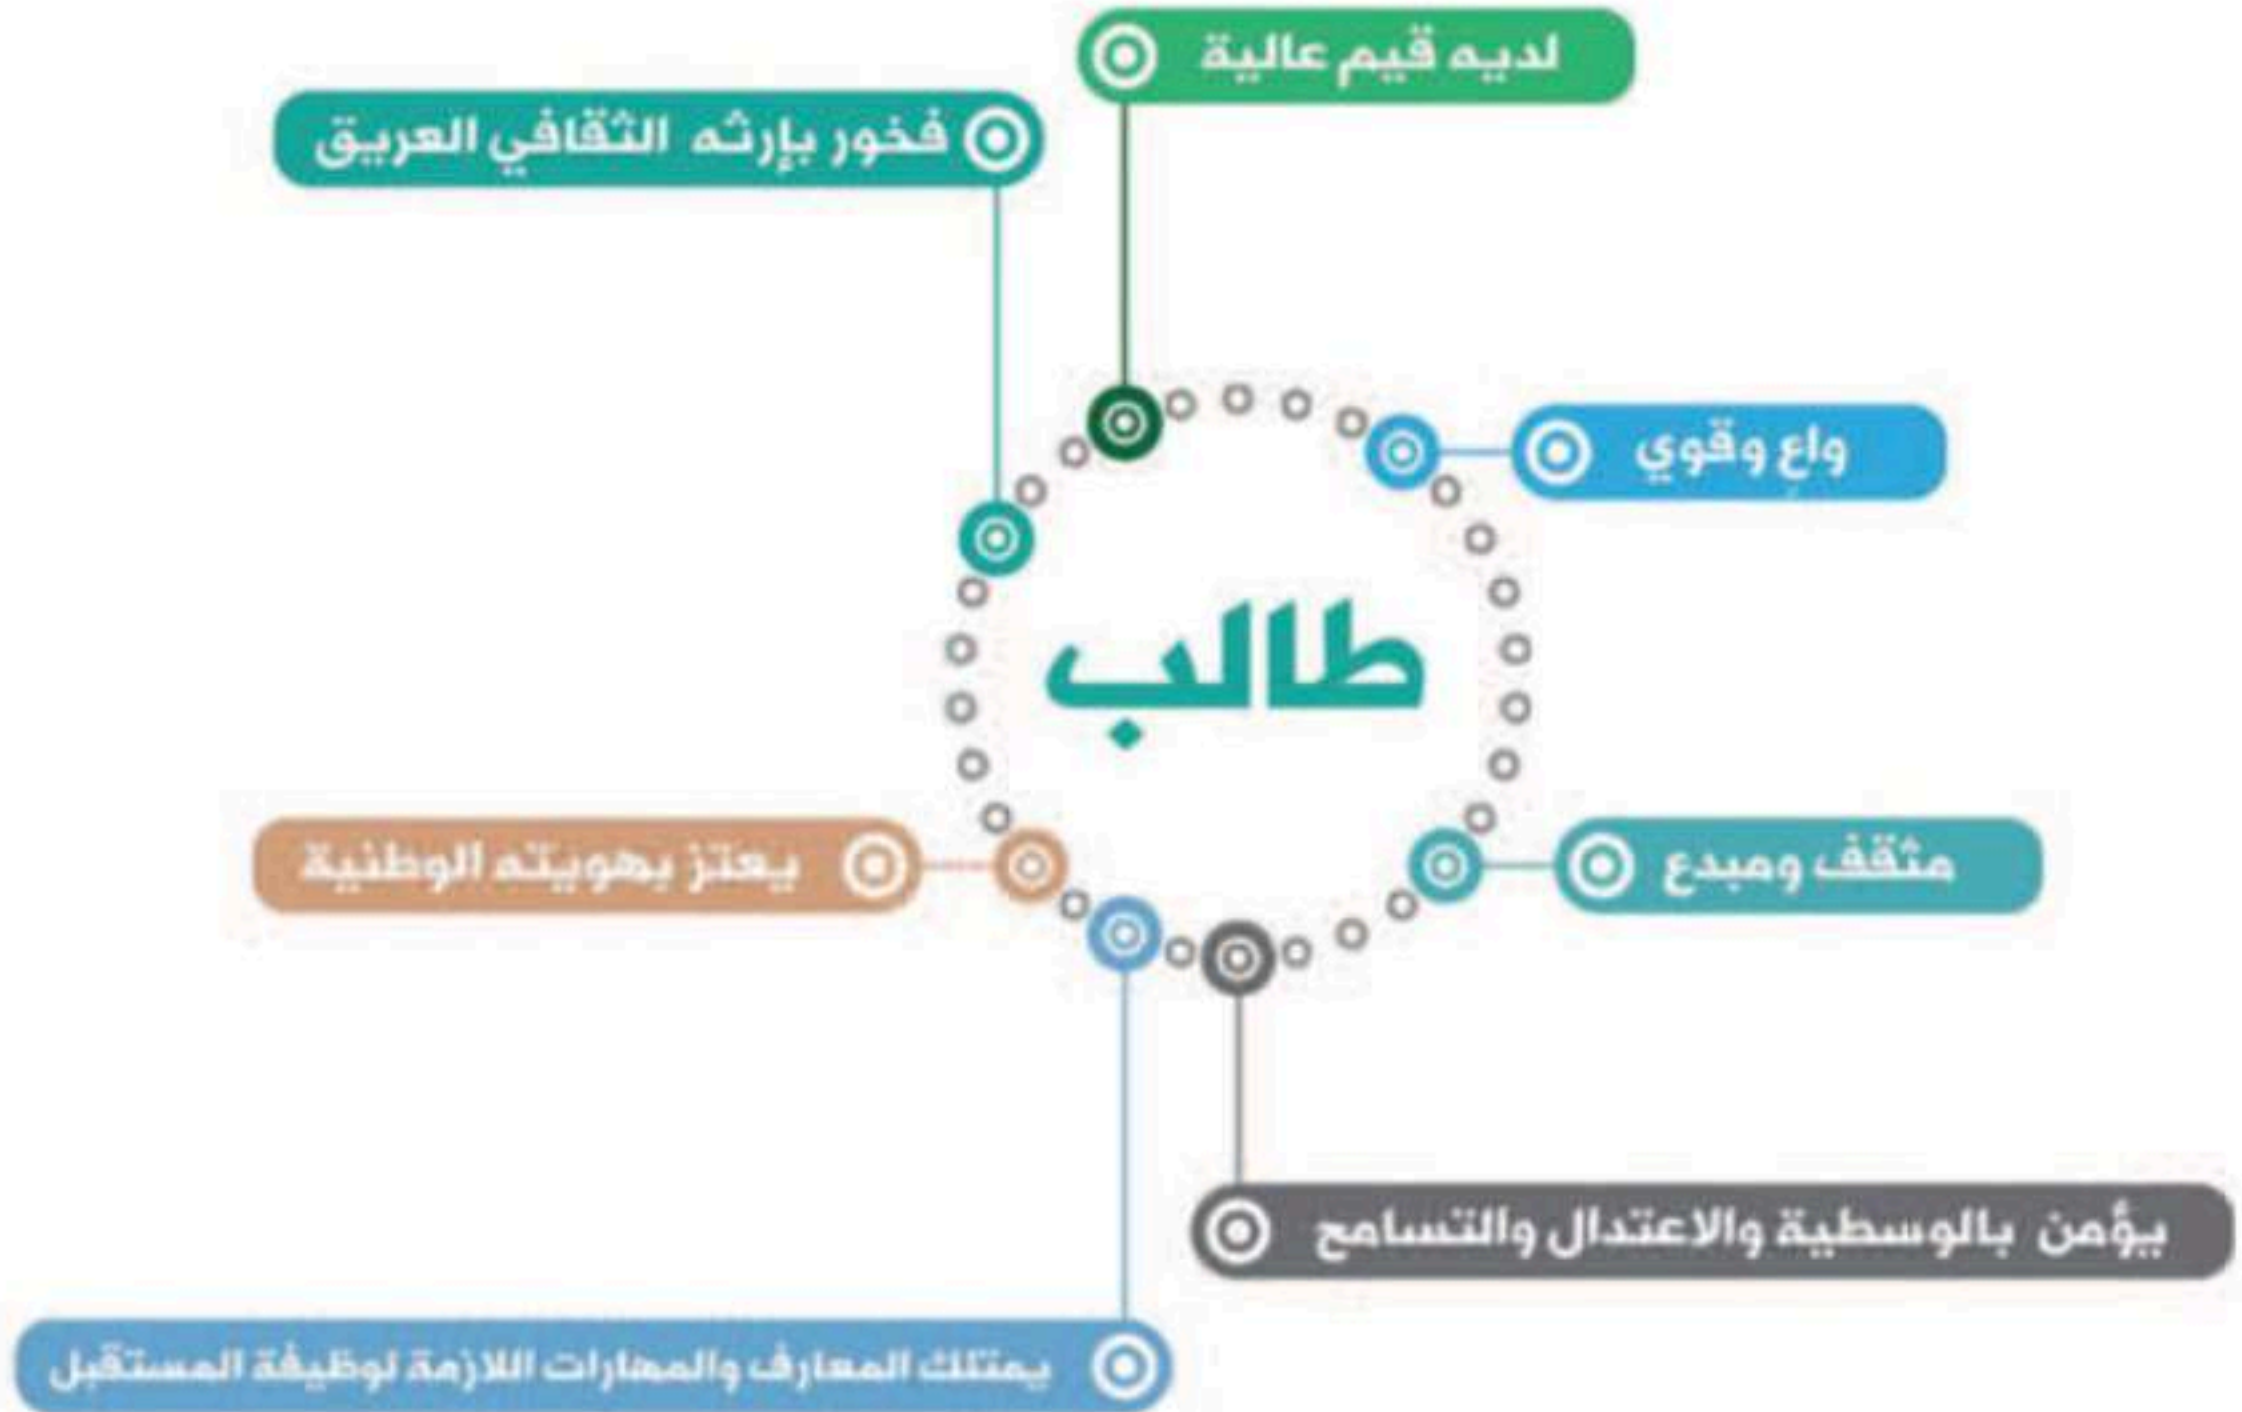 لديه قيم عالية
فخور بإرثه الثقافي العريق
واعٍ وقوي
طالب
مثقف ومبدع
يعتز بهويته الوطنية
يؤمن بالوسطية والاعتدال والتسامح
يمتلك المعارف والمهارات اللازمة لوظيفة المستقبل